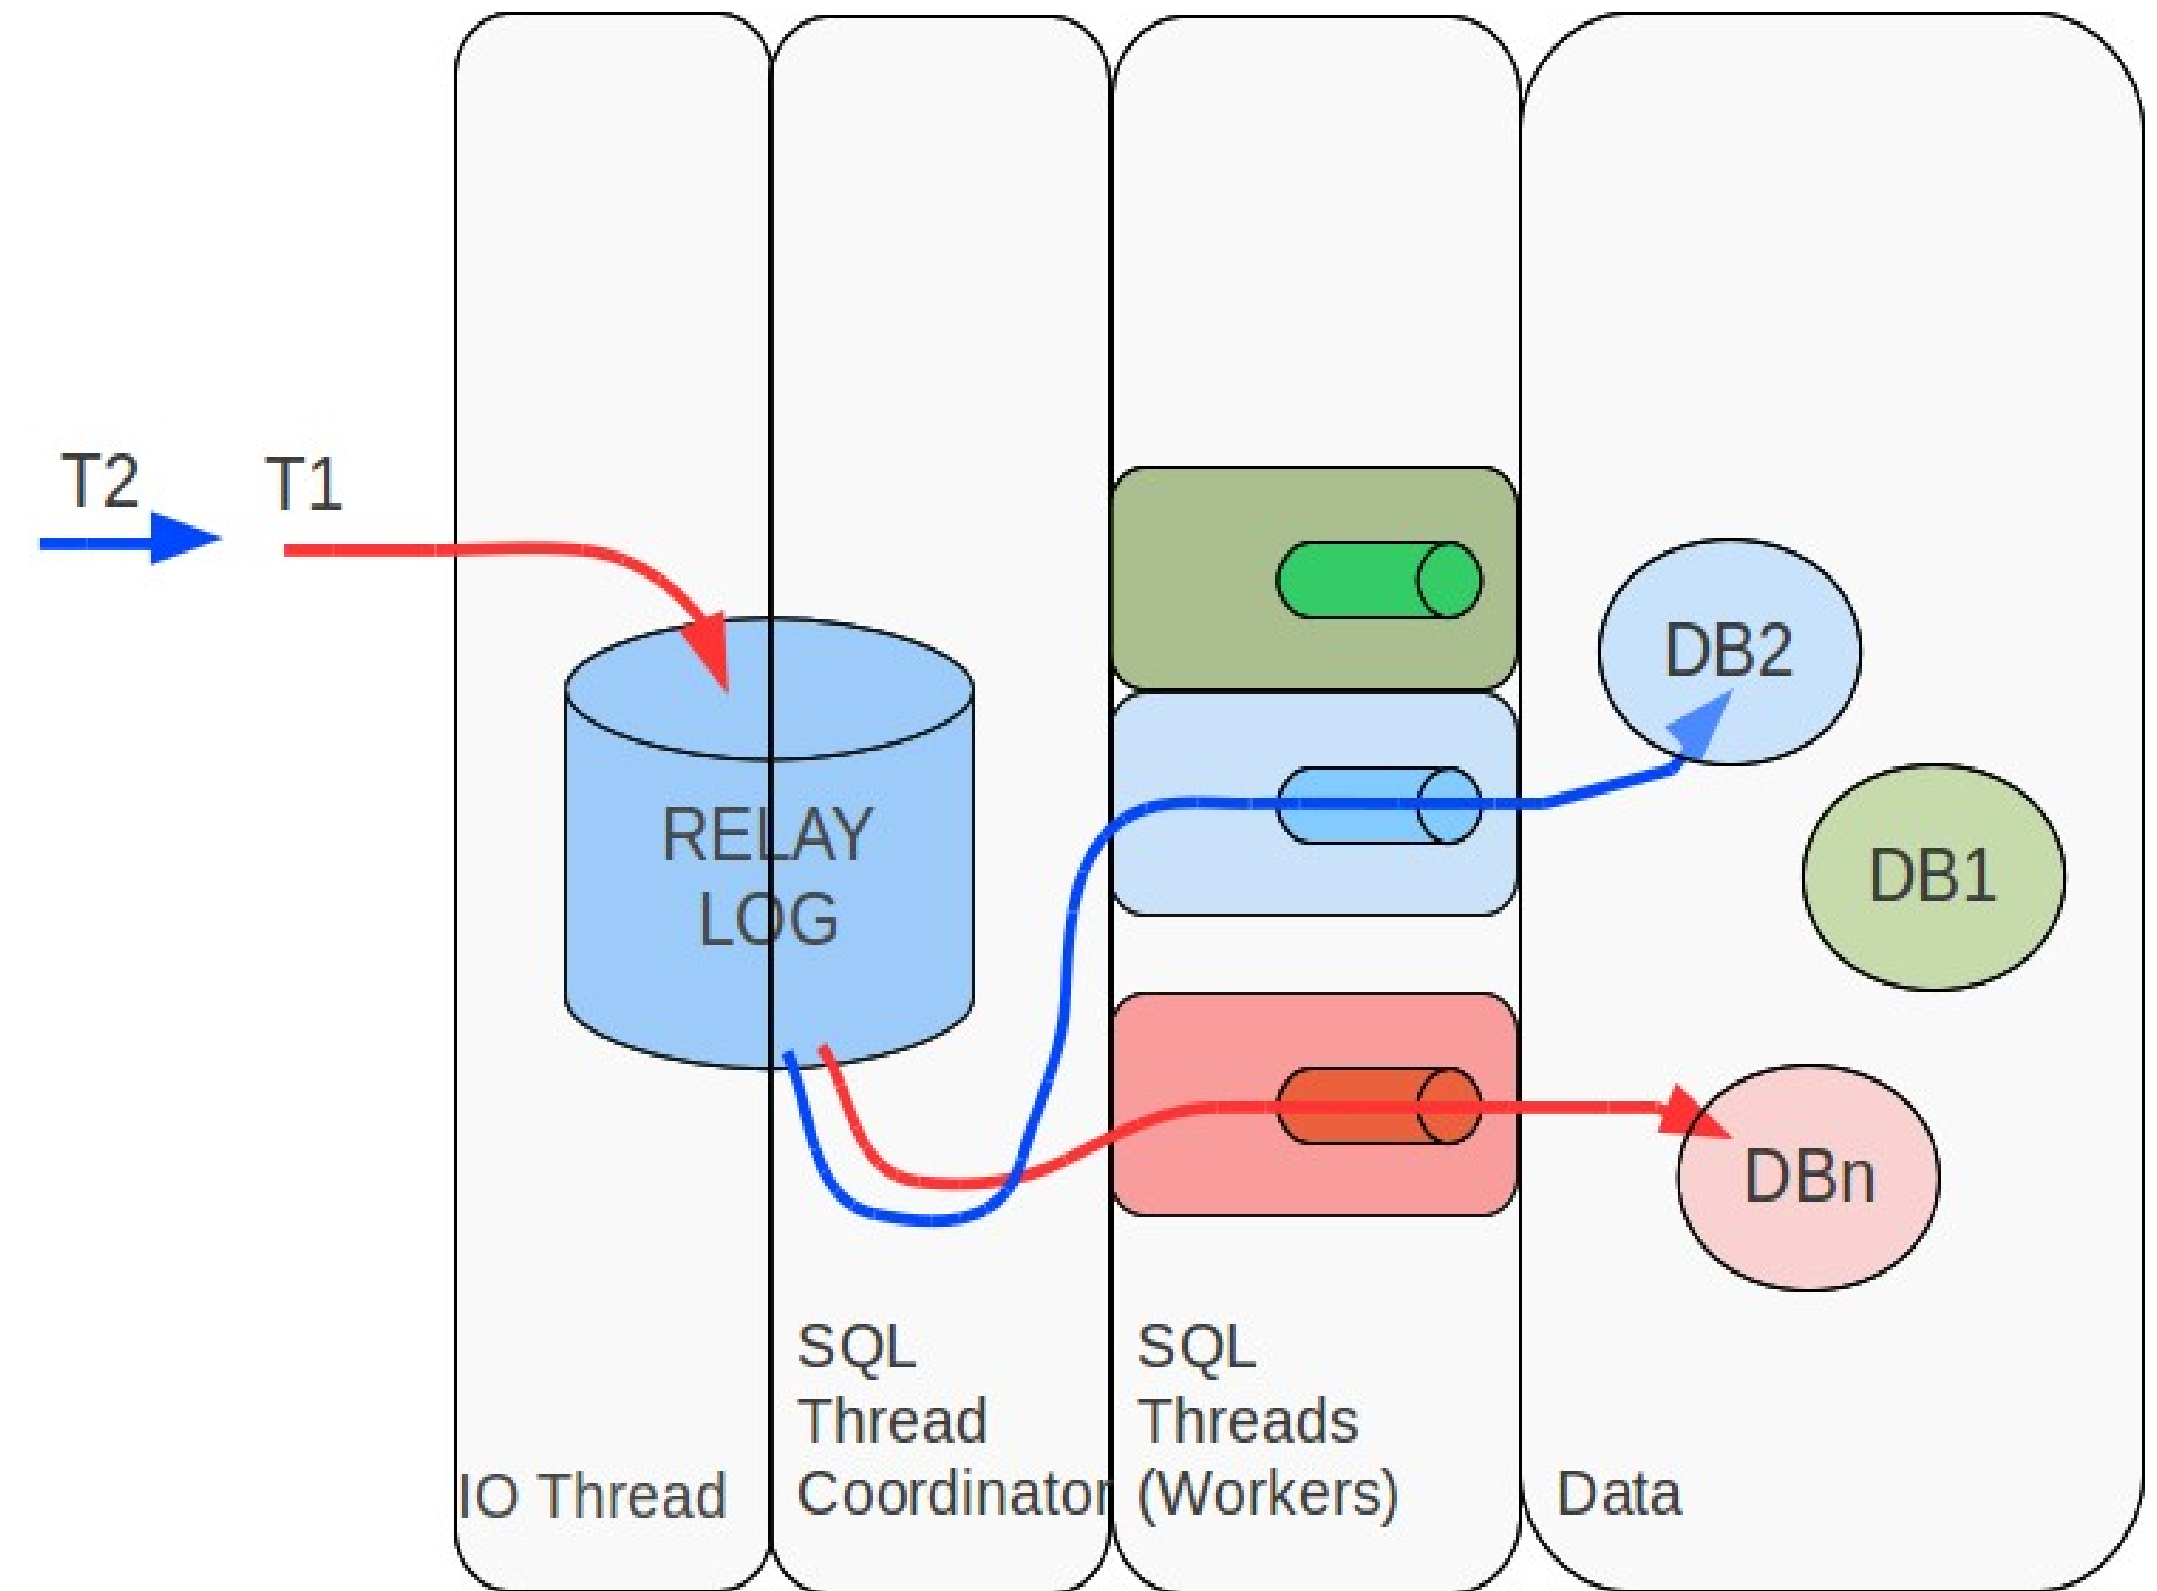 T2
T1
RELAY
LOG
DB2
DB1
DBn
IO Thread
SQL
Thread
Coordinator
SQL
Threads
(Workers)
Data